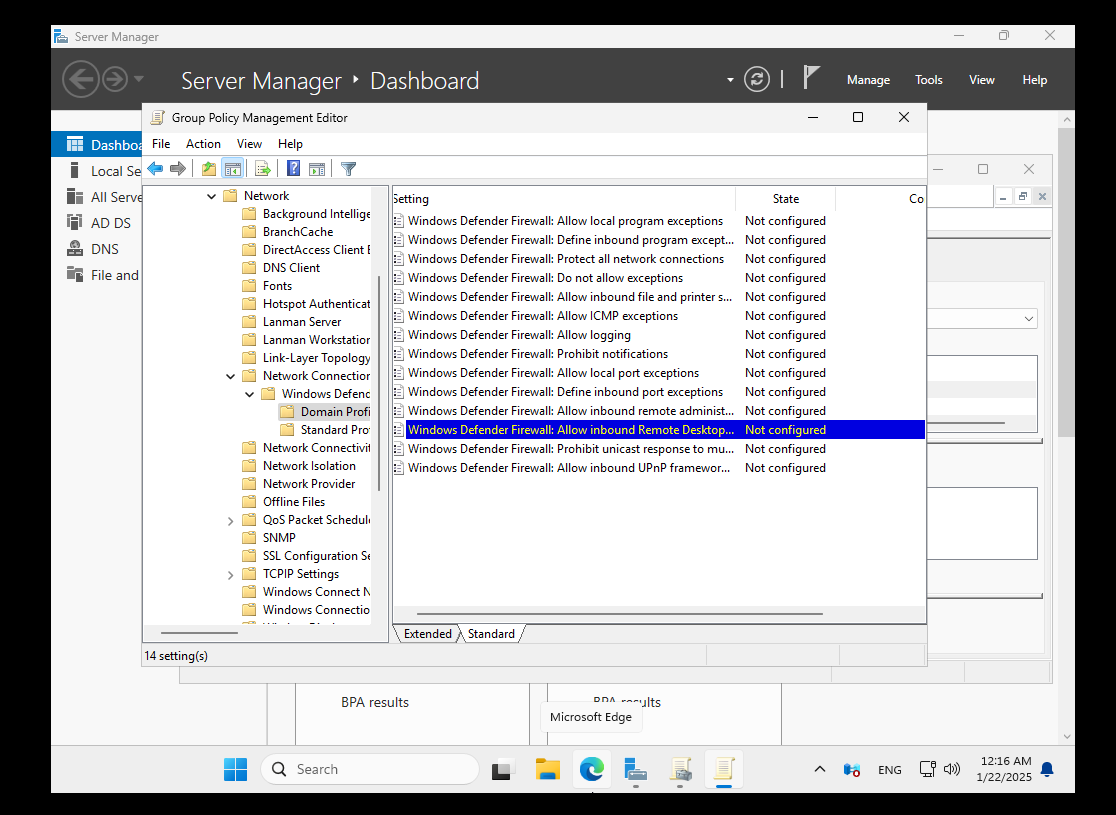 Server Manager
Server Manager ‣ Dashboard
Manage Tools View Help
Group Policy Management Editor
File Action View Help
Dashboa
Local Se
All Serve
AD DS
DNS
File and
Network
Background Intellige
BranchCache
DirectAccess Client E
DNS Client
Fonts
Hotspot Authenticat
Lanman Server
Lanman Workstation
Link-Layer Topology
Network Connection
Windows Defend
Domain Profi
Standard Pro
Network Connectivit
Network Isolation
Network Provider
Offline Files
QoS Packet Schedule
SNMP
SSL Configuration Se
TCPIP Settings
Windows Connect N
Windows Connectio
Setting State Co
Windows Defender Firewall: Allow local program exceptions Not configured
Windows Defender Firewall: Define inbound program except... Not configured
Windows Defender Firewall: Protect all network connections Not configured
Windows Defender Firewall: Do not allow exceptions Not configured
Windows Defender Firewall: Allow inbound file and printer s... Not configured
Windows Defender Firewall: Allow ICMP exceptions Not configured
Windows Defender Firewall: Allow logging Not configured
Windows Defender Firewall: Prohibit notifications Not configured
Windows Defender Firewall: Allow local port exceptions Not configured
Windows Defender Firewall: Define inbound port exceptions Not configured
Windows Defender Firewall: Allow inbound remote administ... Not configured
Windows Defender Firewall: Allow inbound Remote Desktop... Not configured
Windows Defender Firewall: Prohibit unicast response to mu... Not configured
Windows Defender Firewall: Allow inbound UPnP framewor... Not configured
Extended Standard
14 setting(s)
BPA results
BPA results
Microsoft Edge
Search
ENG
12:16 AM
1/22/2025